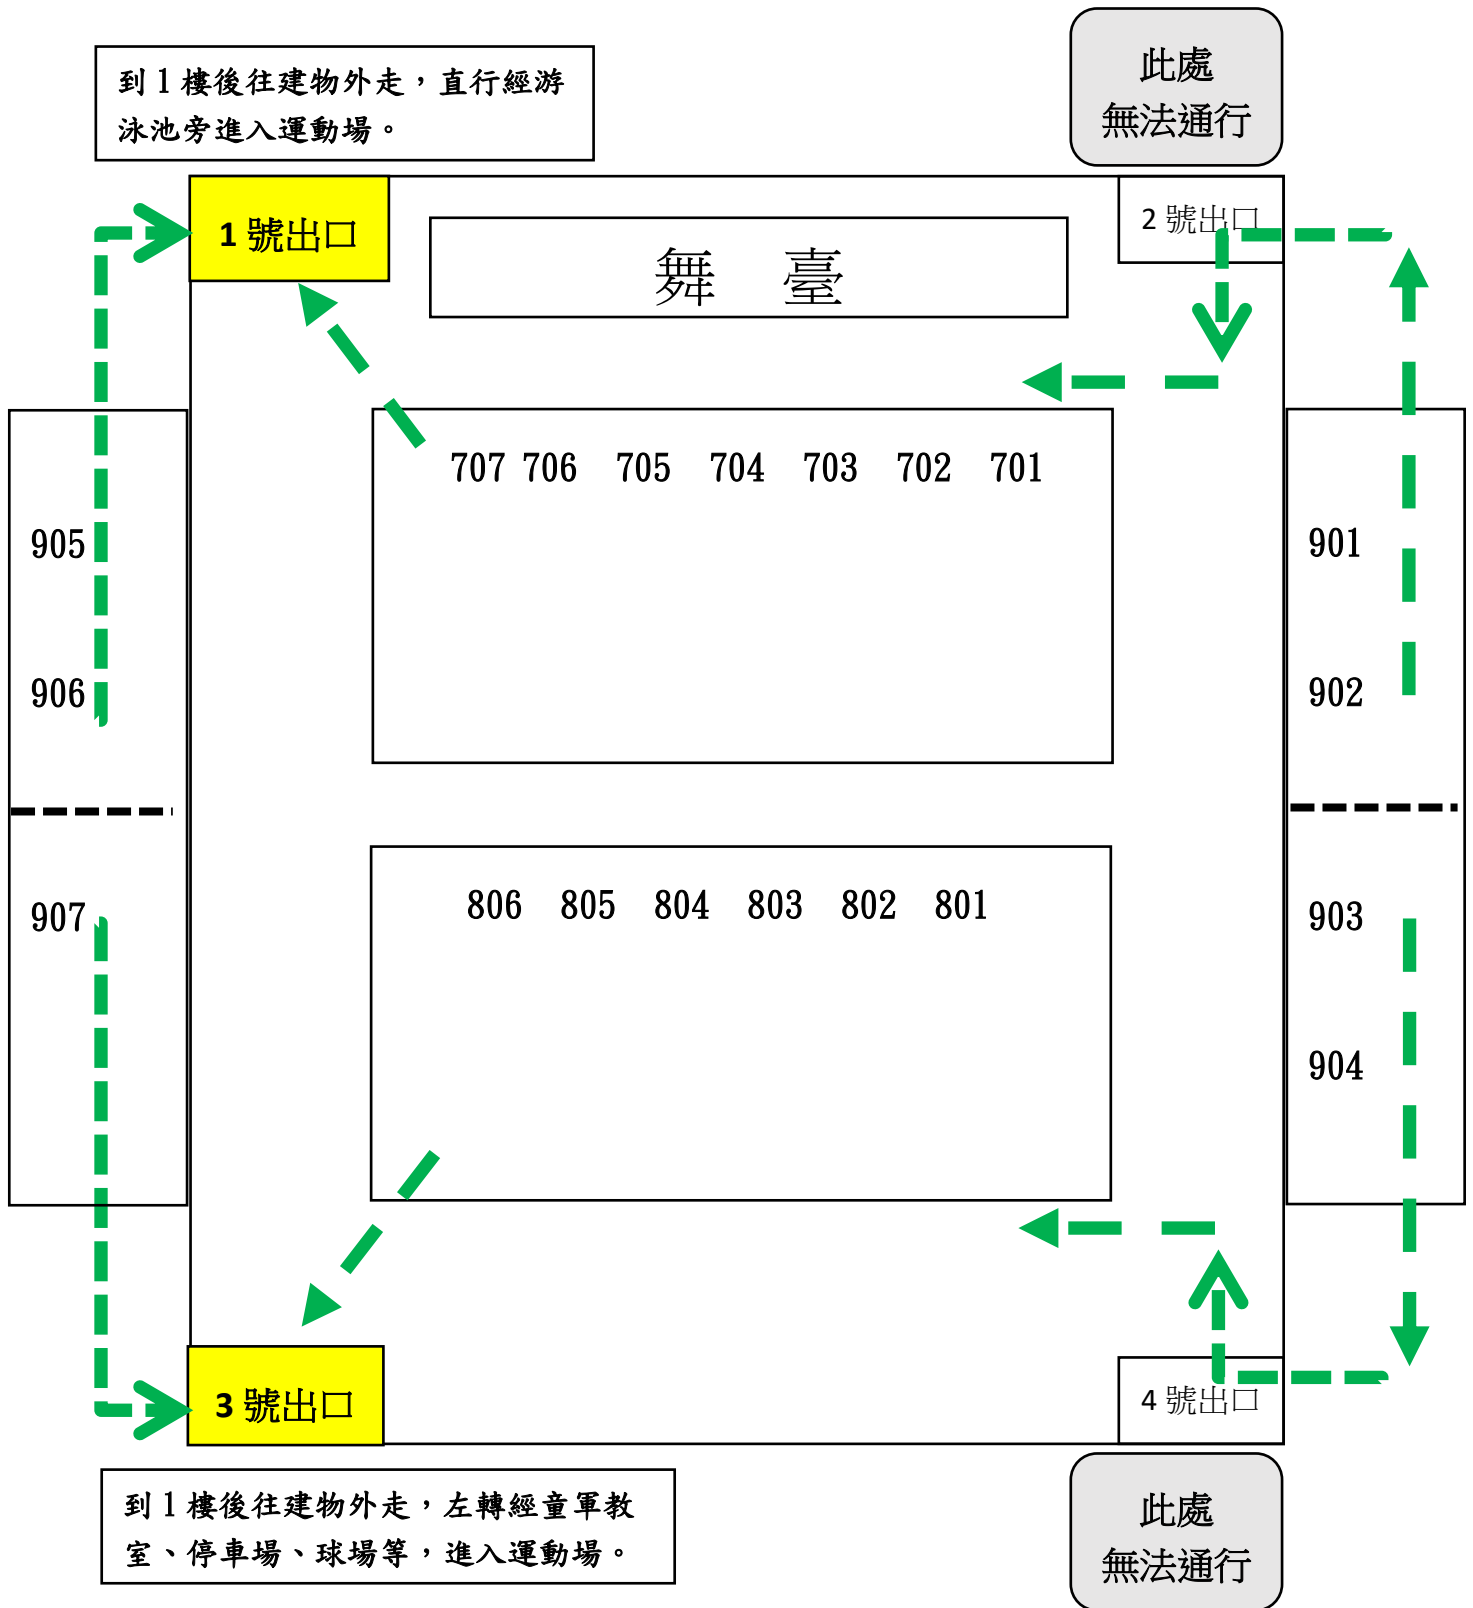 到1樓後往建物外走，直行經游
泳池旁進入運動場。
此處
無法通行
1 號出口
舞 臺
2 號出口
707 706 705 704 703 702 701
905
906
901
902
907
806 805 804 803 802 801
903
904
3 號出口
4 號出口
到1樓後往建物外走，左轉經童軍教
室、停車場、球場等，進入運動場。
此處
無法通行